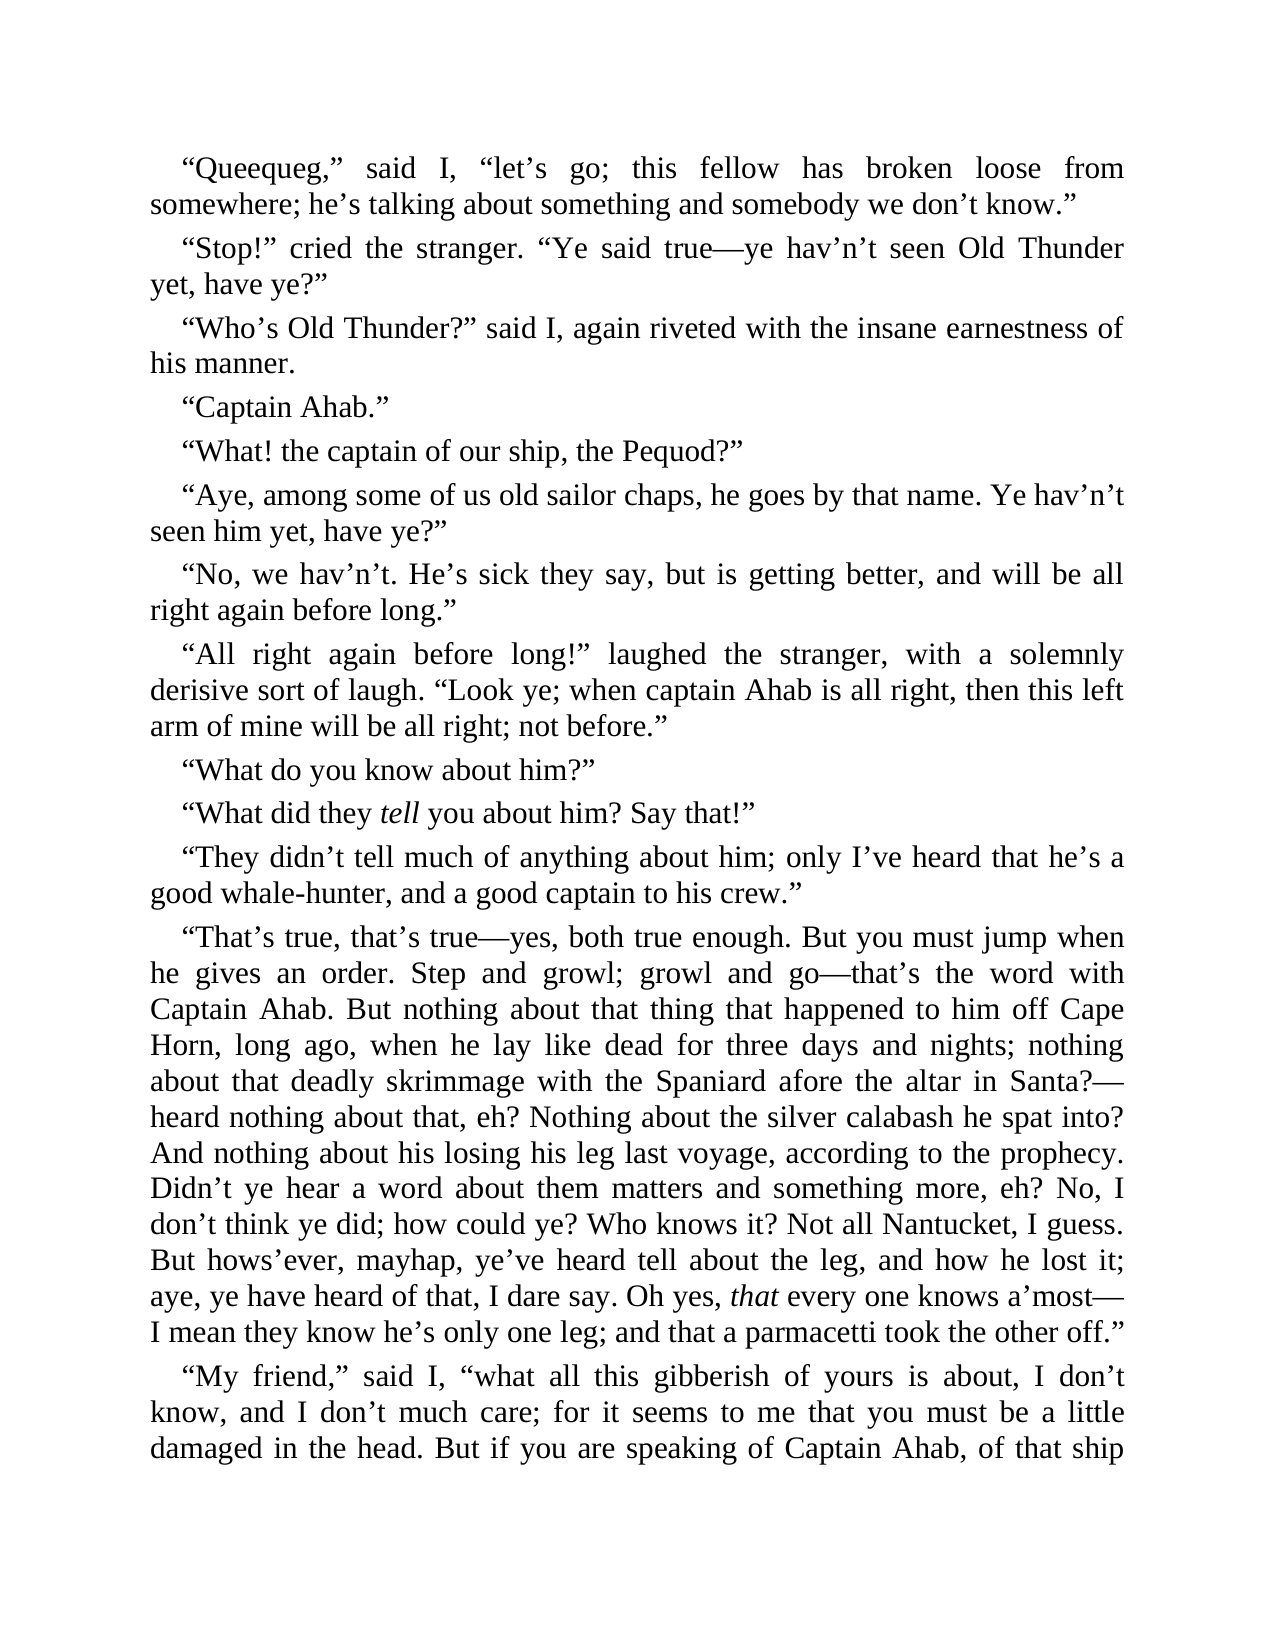 “Queequeg,” said I, “let’s go; this fellow has broken loose from
somewhere; he’s talking about something and somebody we don’t know.”
“Stop!” cried the stranger. “Ye said true—ye hav’n’t seen Old Thunder
yet, have ye?”
“Who’s Old Thunder?” said I, again riveted with the insane earnestness of
his manner.
“Captain Ahab.”
“What! the captain of our ship, the Pequod?”
“Aye, among some of us old sailor chaps, he goes by that name. Ye hav’n’t
seen him yet, have ye?”
“No, we hav’n’t. He’s sick they say, but is getting better, and will be all
right again before long.”
“All right again before long!” laughed the stranger, with a solemnly
derisive sort of laugh. “Look ye; when captain Ahab is all right, then this left
arm of mine will be all right; not before.”
“What do you know about him?”
“What did they tell you about him? Say that!”
“They didn’t tell much of anything about him; only I’ve heard that he’s a
good whale-hunter, and a good captain to his crew.”
“That’s true, that’s true—yes, both true enough. But you must jump when
he gives an order. Step and growl; growl and go—that’s the word with
Captain Ahab. But nothing about that thing that happened to him off Cape
Horn, long ago, when he lay like dead for three days and nights; nothing
about that deadly skrimmage with the Spaniard afore the altar in Santa?—
heard nothing about that, eh? Nothing about the silver calabash he spat into?
And nothing about his losing his leg last voyage, according to the prophecy.
Didn’t ye hear a word about them matters and something more, eh? No, I
don’t think ye did; how could ye? Who knows it? Not all Nantucket, I guess.
But hows’ever, mayhap, ye’ve heard tell about the leg, and how he lost it;
aye, ye have heard of that, I dare say. Oh yes, that every one knows a’most—
I mean they know he’s only one leg; and that a parmacetti took the other off.”
“My friend,” said I, “what all this gibberish of yours is about, I don’t
know, and I don’t much care; for it seems to me that you must be a little
damaged in the head. But if you are speaking of Captain Ahab, of that ship